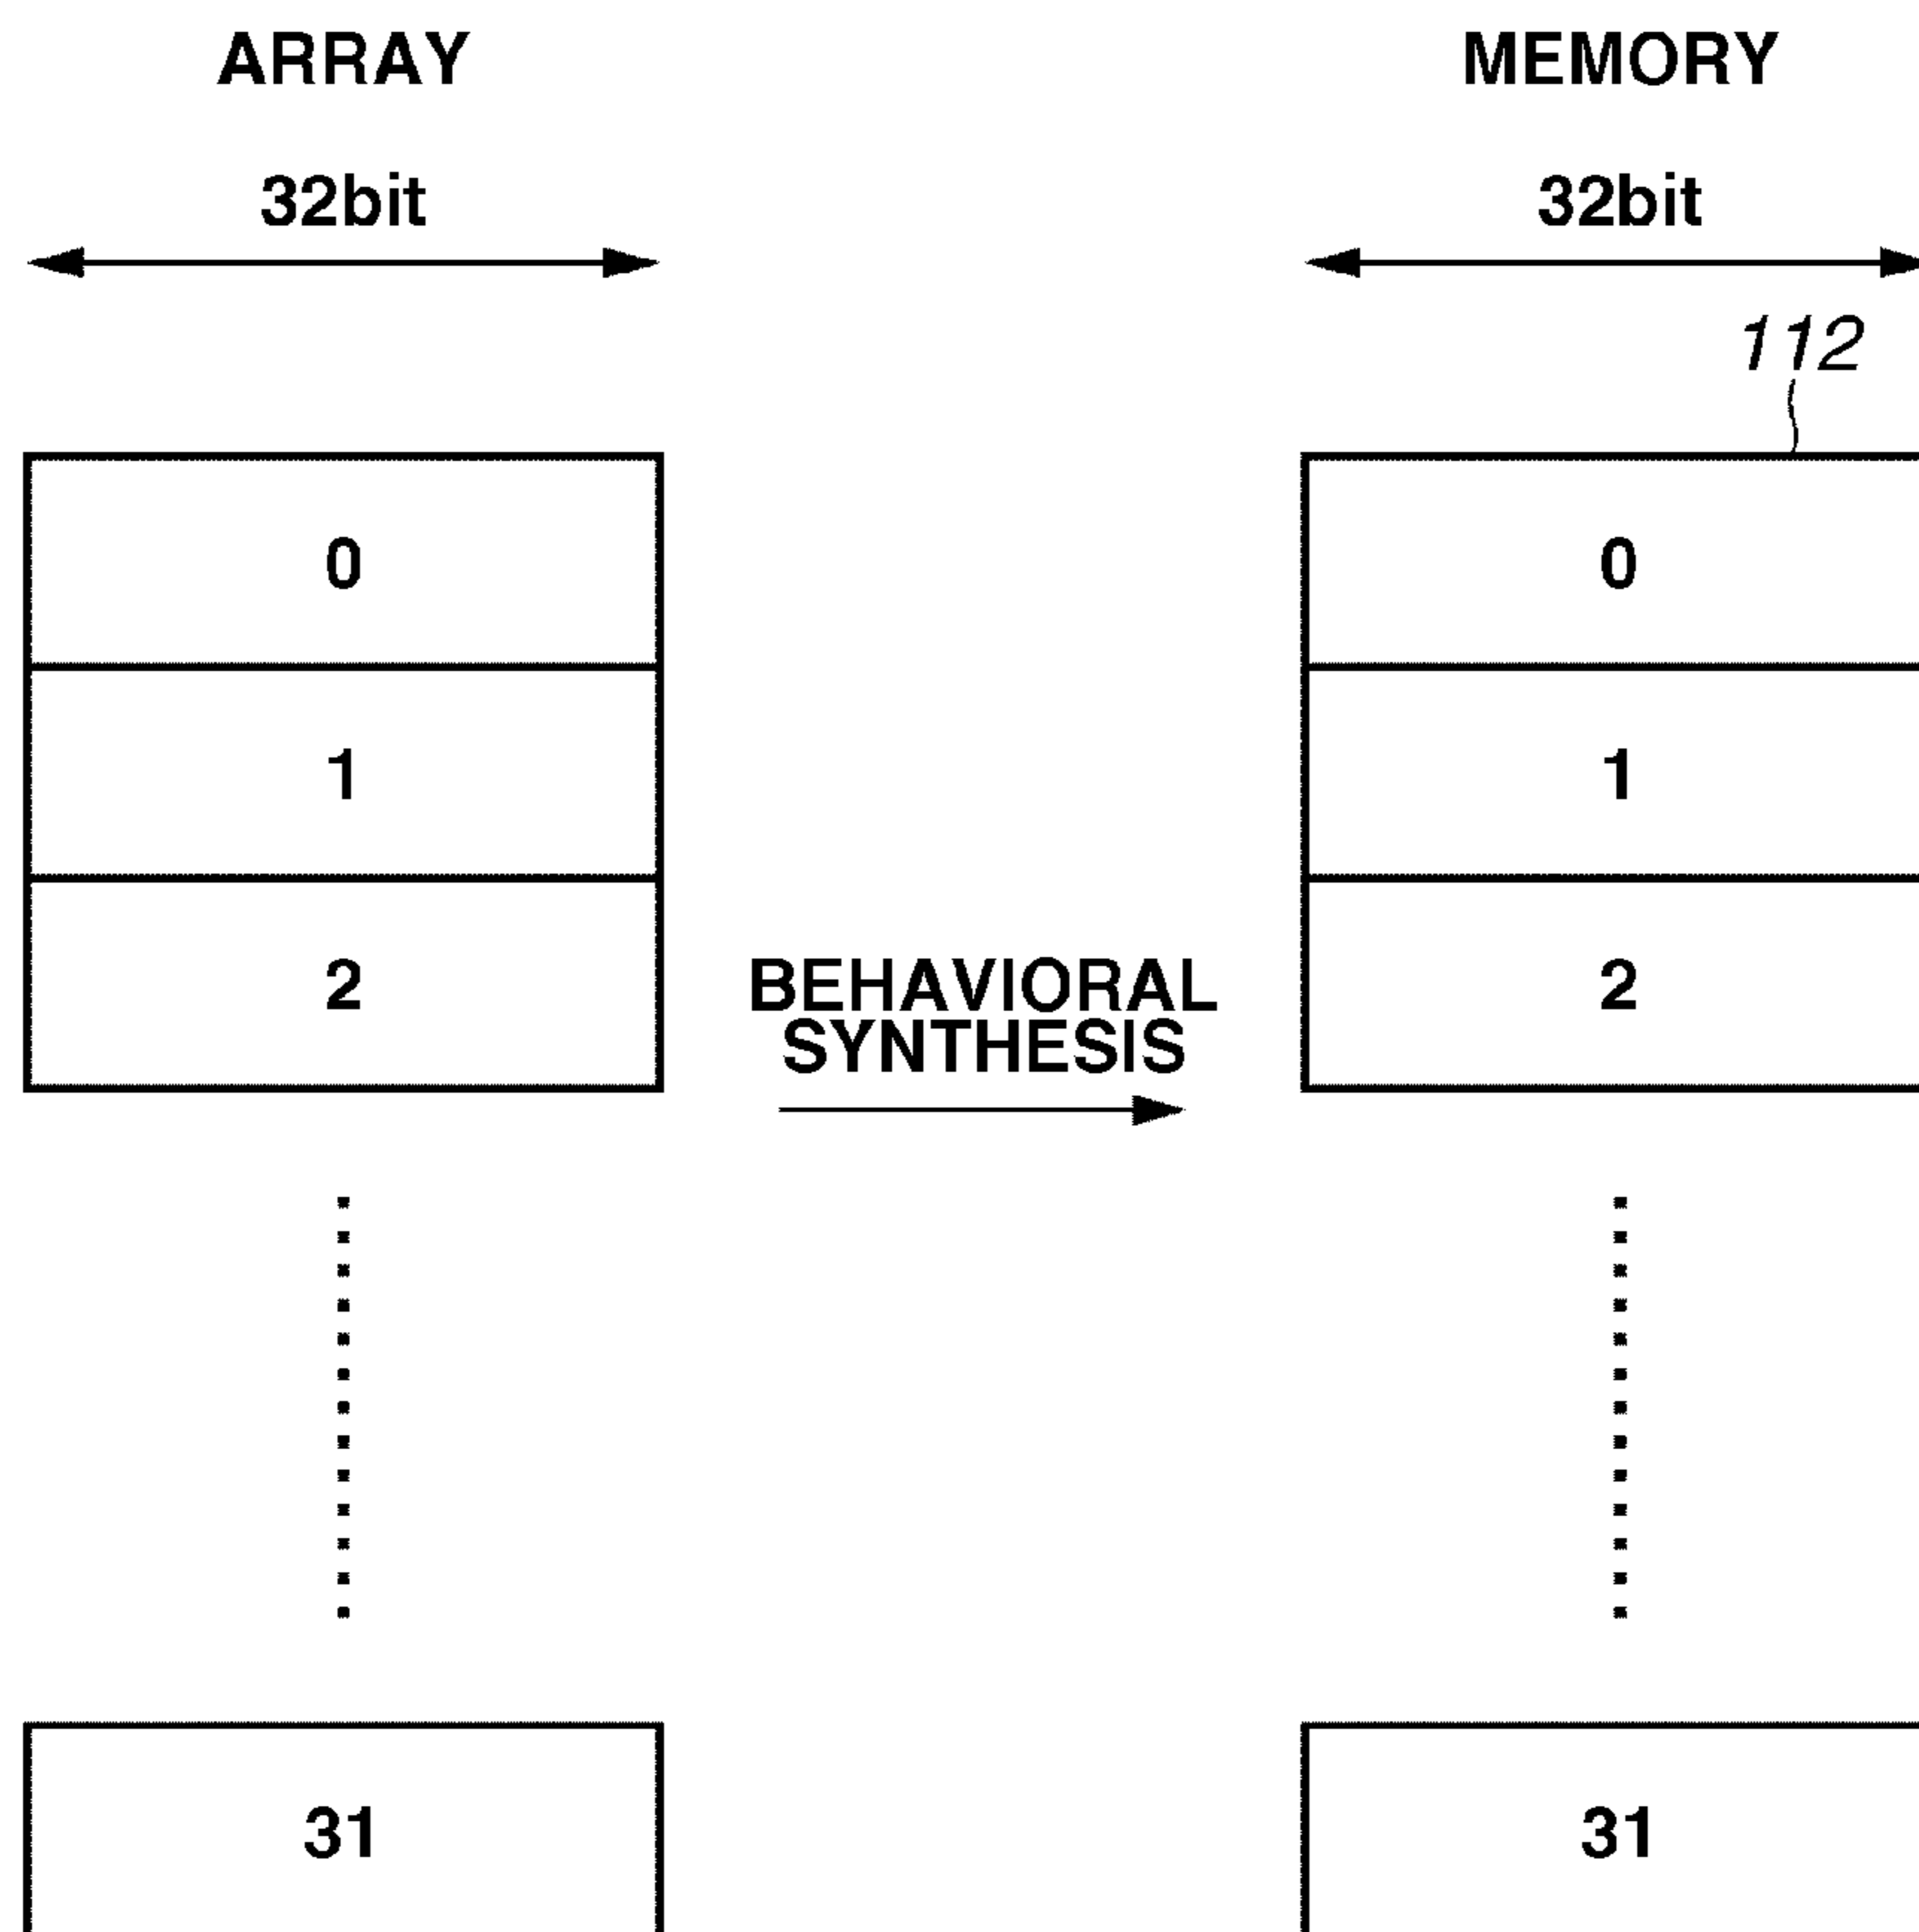 ARRAY
MEMORY
32bit
32bit
112
0
0
1
1
2
2
BEHAVIORAL
SYNTHESIS
31
31